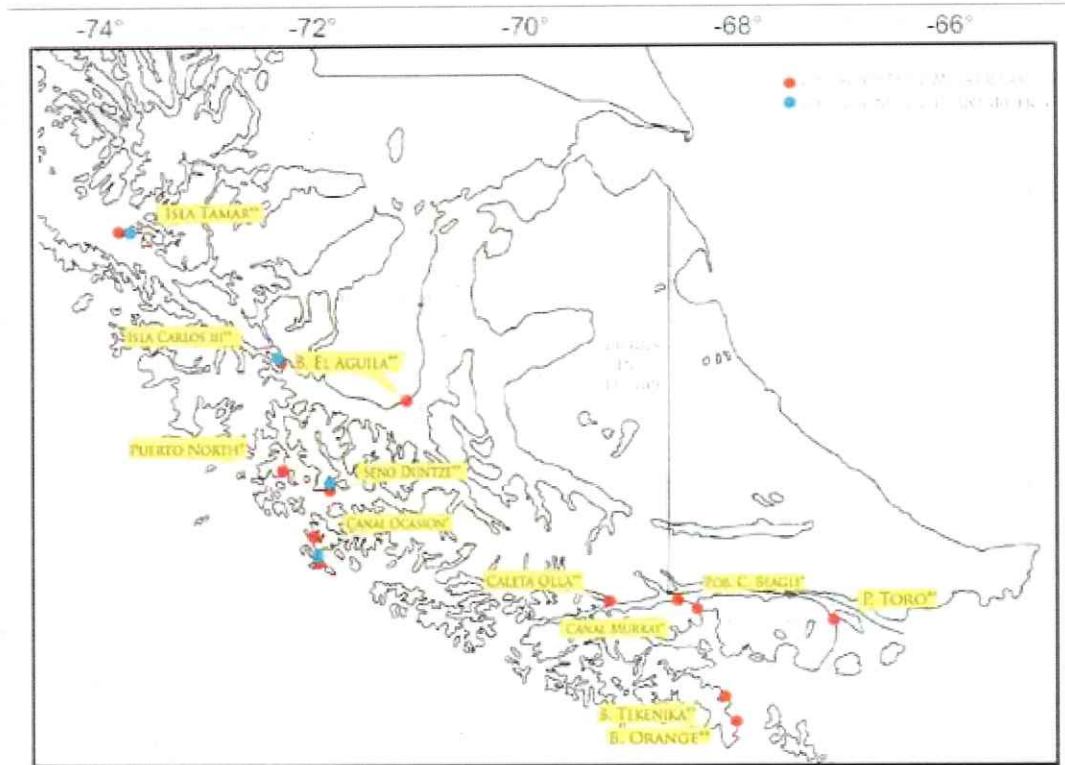 -74° -72° -70° -68° -66°
ISLA TAMAR**
ISLA CARLOS III**
B. EL AGUILA**
PUERTO NORTH*
SENO DUNTZE**
CANAL OCASION*
CALETA OLLA**
POB. C. BEAGLE*
P. TORO**
CANAL MURRAY*
B. TEKENIKA**
B. ORANGE**